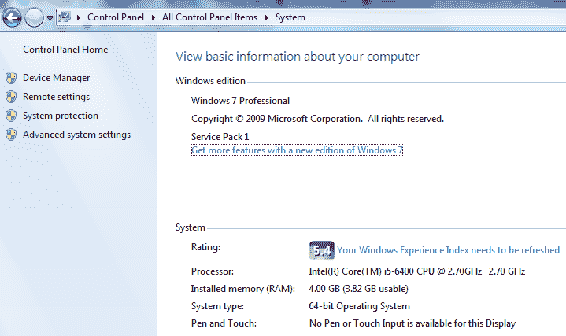 Control Panel ▸ All Control Panel Items ▸ System
Control Panel Home
Device Manager
Remote settings
System protection
Advanced system settings
View basic information about your computer
Windows edition
Windows 7 Professional
Copyright © 2009 Microsoft Corporation. All rights reserved.
Service Pack 1
Get more features with a new edition of Windows 7
System
Rating: 5.4 Your Windows Experience Index needs to be refreshed
Processor: Intel(R) Core(TM) i5-6400 CPU @ 2.70GHz 2.70 GHz
Installed memory (RAM): 4.00 GB (3.82 GB usable)
System type: 64-bit Operating System
Pen and Touch: No Pen or Touch Input is available for this Display